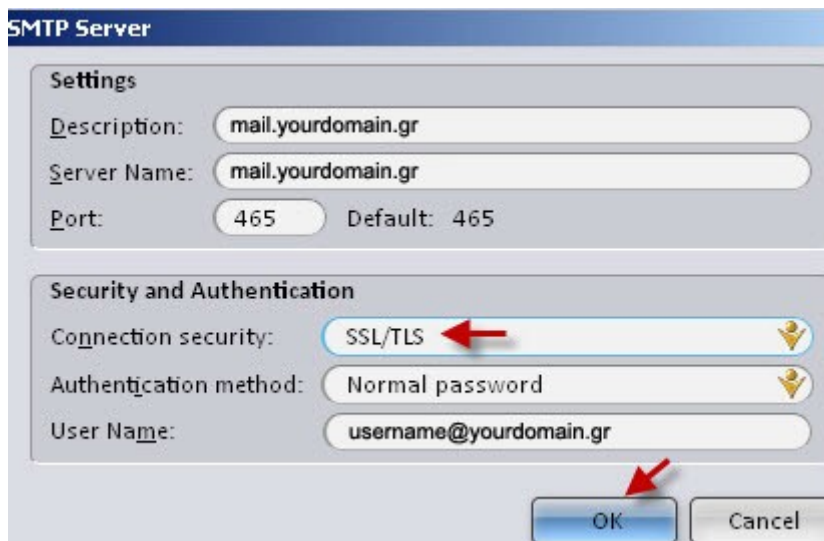 SMTP Server
Settings
Description: mail.yourdomain.gr
Server Name: mail.yourdomain.gr
Port: 465 Default: 465
Security and Authentication
Connection security: SSL/TLS
Authentication method: Normal password
User Name: username@yourdomain.gr
OK Cancel